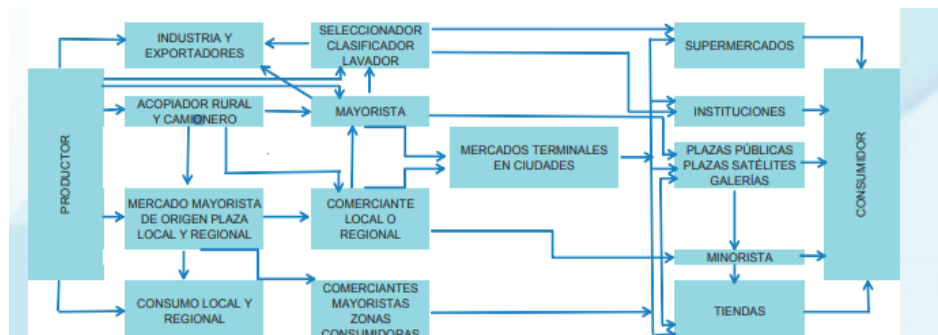 PRODUCTOR
INDUSTRIA Y
EXPORTADORES
ACOPIADOR RURAL
Y CAMIONERO
MERCADO MAYORISTA
DE ORIGEN PLAZA
LOCAL Y REGIONAL
CONSUMO LOCAL Y
REGIONAL
SELECCIONADOR
CLASIFICADOR
LAVADOR
MAYORISTA
COMERCIANTE
LOCAL O
REGIONAL
COMERCIANTES
MAYORISTAS
ZONAS
CONSUMIDORAS
MERCADOS TERMINALES
EN CIUDADES
SUPERMERCADOS
INSTITUCIONES
PLAZAS PÚBLICAS
PLAZAS SATÉLITES
GALERÍAS
MINORISTA
TIENDAS
CONSUMIDOR